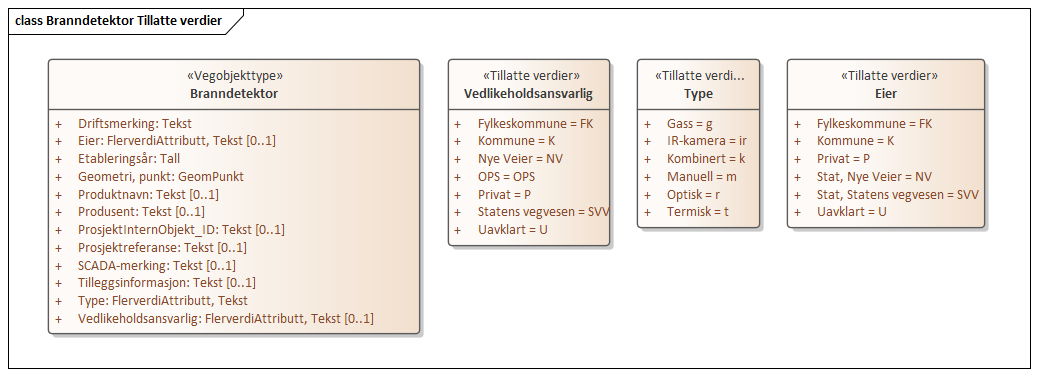 class Branndetektor Tillatte verdier
«Vegobjekttype»
Branndetektor
+ Driftsmerking: Tekst
+ Eier: FlerverdiAttributt, Tekst [0..1]
+ Etableringsår: Tall
+ Geometri, punkt: GeomPunkt
+ Produktnavn: Tekst [0..1]
+ Produsent: Tekst [0..1]
+ ProsjektInternObjekt_ID: Tekst [0..1]
+ Prosjektreferanse: Tekst [0..1]
+ SCADA-merking: Tekst [0..1]
+ Tilleggsinformasjon: Tekst [0..1]
+ Type: FlerverdiAttributt, Tekst
+ Vedlikeholdsansvarlig: FlerverdiAttributt, Tekst [0..1]
«Tillatte verdier»
Vedlikeholdsansvarlig
+ Fylkeskommune = FK
+ Kommune = K
+ Nye Veier = NV
+ OPS = OPS
+ Privat = P
+ Statens vegvesen = SVV
+ Uavklart = U
«Tillatte verdi...
Type
+ Gass = g
+ IR-kamera = ir
+ Kombinert = k
+ Manuell = m
+ Optisk = r
+ Termisk = t
«Tillatte verdier»
Eier
+ Fylkeskommune = FK
+ Kommune = K
+ Privat = P
+ Stat, Nye Veier = NV
+ Stat, Statens vegvesen = SVV
+ Uavklart = U